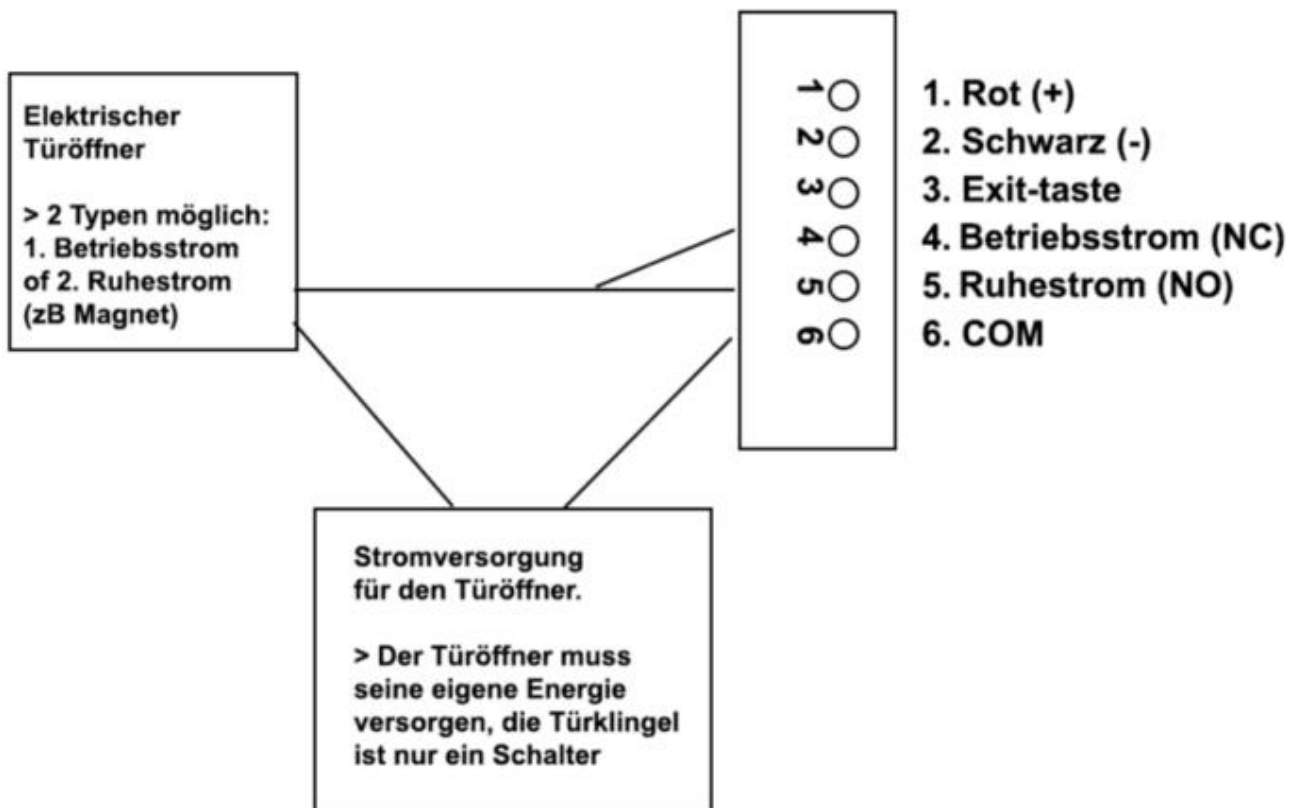 Elektrischer
Türöffner
> 2 Typen möglich:
1. Betriebsstrom
of 2. Ruhestrom
(zB Magnet)
1
2
3
4
5
6
1. Rot (+)
2. Schwarz (-)
3. Exit-taste
4. Betriebsstrom (NC)
5. Ruhestrom (NO)
6. COM
Stromversorgung
für den Türöffner.
> Der Türöffner muss
seine eigene Energie
versorgen, die Türklingel
ist nur ein Schalter